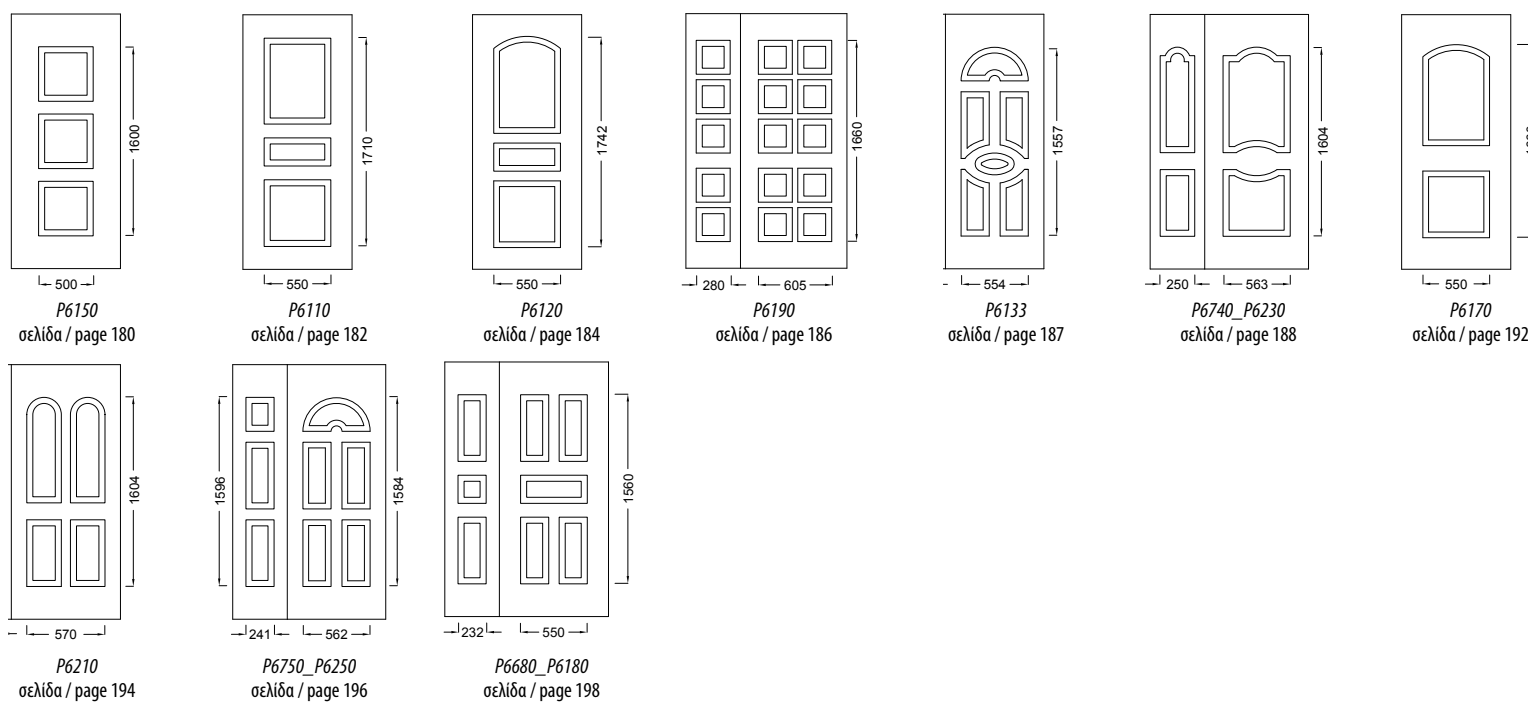 1600
500
P6150
σελίδα / page 180
1710
550
P6110
σελίδα / page 182
1742
550
P6120
σελίδα / page 184
1660
280 605
P6190
σελίδα / page 186
1557
554
P6133
σελίδα / page 187
1604
250 563
P6740_P6230
σελίδα / page 188
550
P6170
σελίδα / page 192
1604
570
P6210
σελίδα / page 194
1596
1584
241 562
P6750_P6250
σελίδα / page 196
1560
232 550
P6680_P6180
σελίδα / page 198